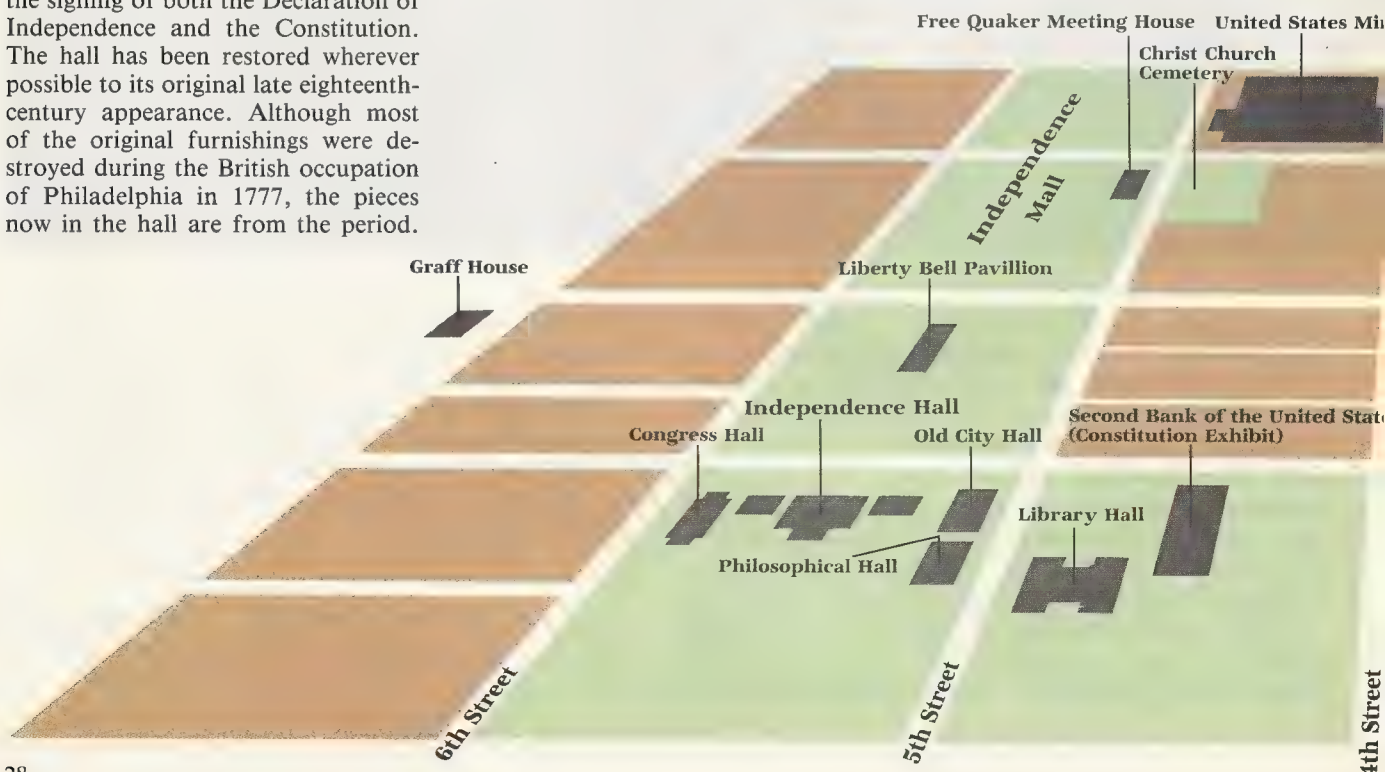 the signing of both the Declaration of
Independence and the Constitution.
The hall has been restored wherever
possible to its original late eighteenth-
century appearance. Although most
of the original furnishings were de-
stroyed during the British occupation
of Philadelphia in 1777, the pieces
now in the hall are from the period.
Free Quaker Meeting House
United States
Christ Church
Cemetery
Independence
Mall
Graff House
Liberty Bell Pavillion
Independence Hall
Congress Hall
Old City Hall
Second Bank of the United
(Constitution Exhibit)
Library Hall
Philosophical Hall
6th Street
5th Street
4th Street